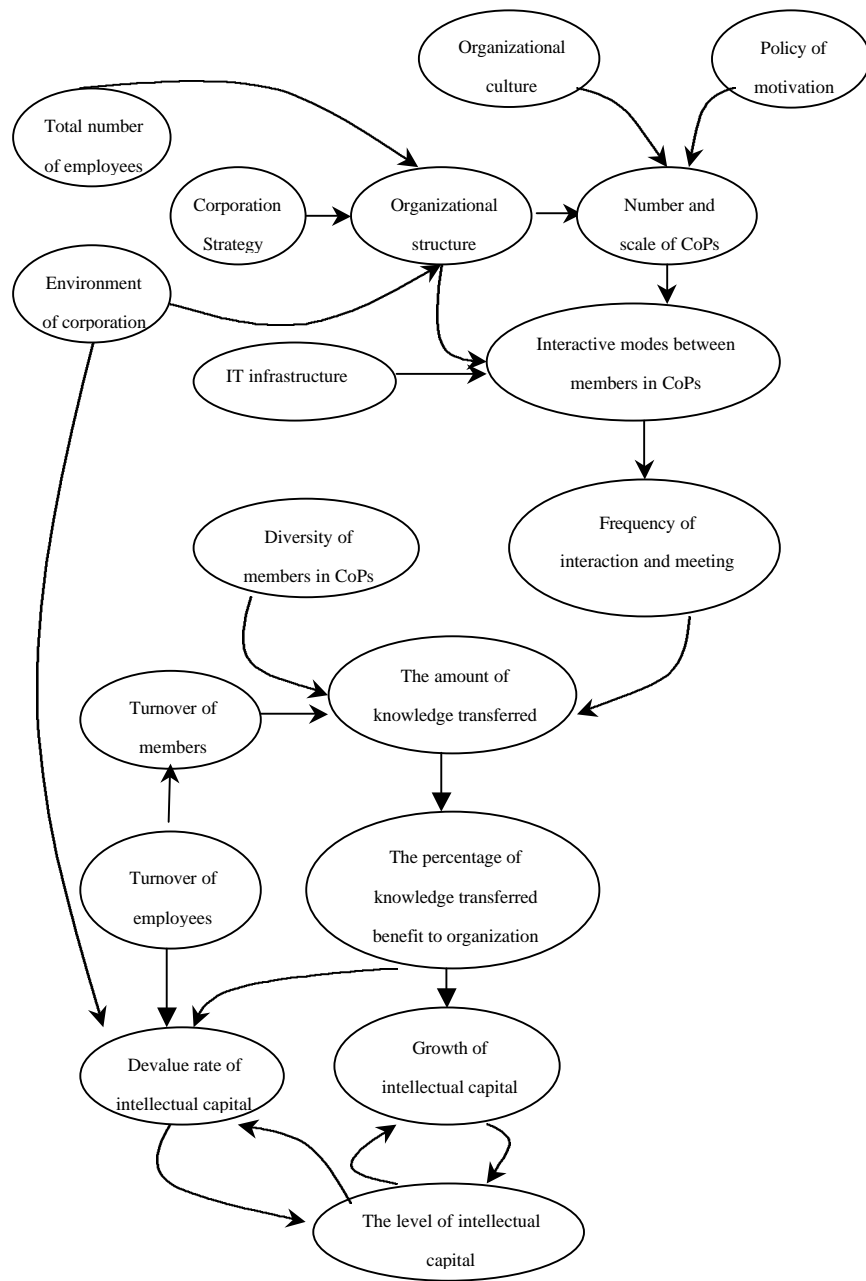 Organizational
culture
Policy of
motivation
Total number
of employees
Corporation
Strategy
Organizational
structure
Number and
scale of CoPs
Environment
of corporation
IT infrastructure
Interactive modes between
members in CoPs
Diversity of
members in CoPs
Frequency of
interaction and meeting
Turnover of
members
The amount of
knowledge transferred
Turnover of
employees
The percentage of
knowledge transferred
benefit to organization
Devalue rate of
intellectual capital
Growth of
intellectual capital
The level of intellectual
capital